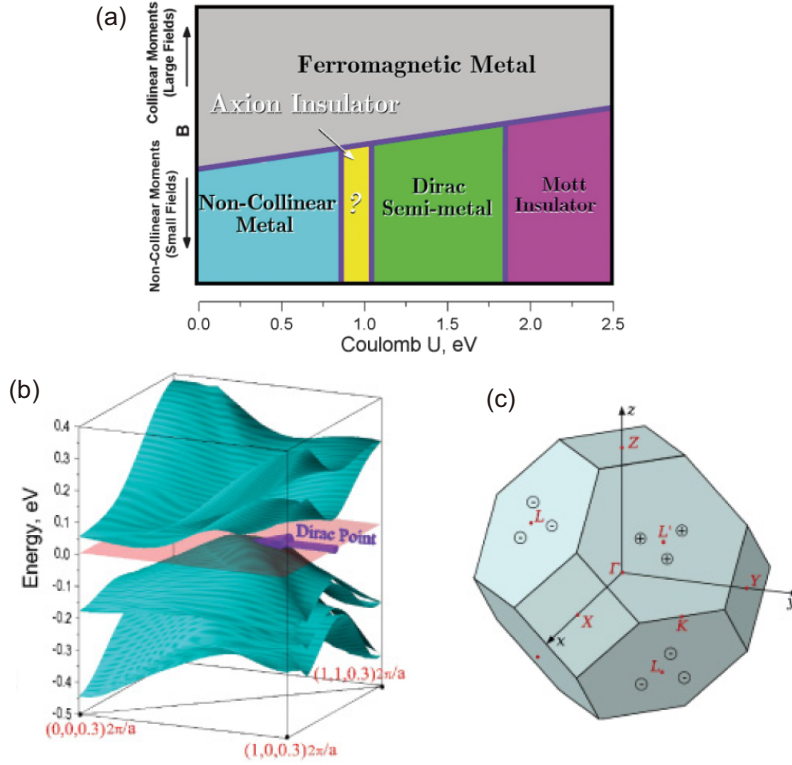 (a)
Collinear Moments
(Large Fields)
B
Non-Collinear Moments
(Small Fields)
Ferromagnetic Metal
Axion Insulator
Non-Collinear
Metal
?
Dirac
Semi-metal
Mott
Insulator
0.0 0.5 1.0 1.5 2.0 2.5
Coulomb U, eV
(b)
Energy, eV
0.4
0.3
0.2
0.1
0.0
-0.1
-0.2
-0.3
-0.4
-0.5
Dirac Point
(1,1,0.3)2π/a
(0,0,0.3)2π/a
(1,0,0.3)2π/a
(c)
z
Z
L
- - -
L'
+ + +
Γ
Y
y
X
x
K
L
- - -